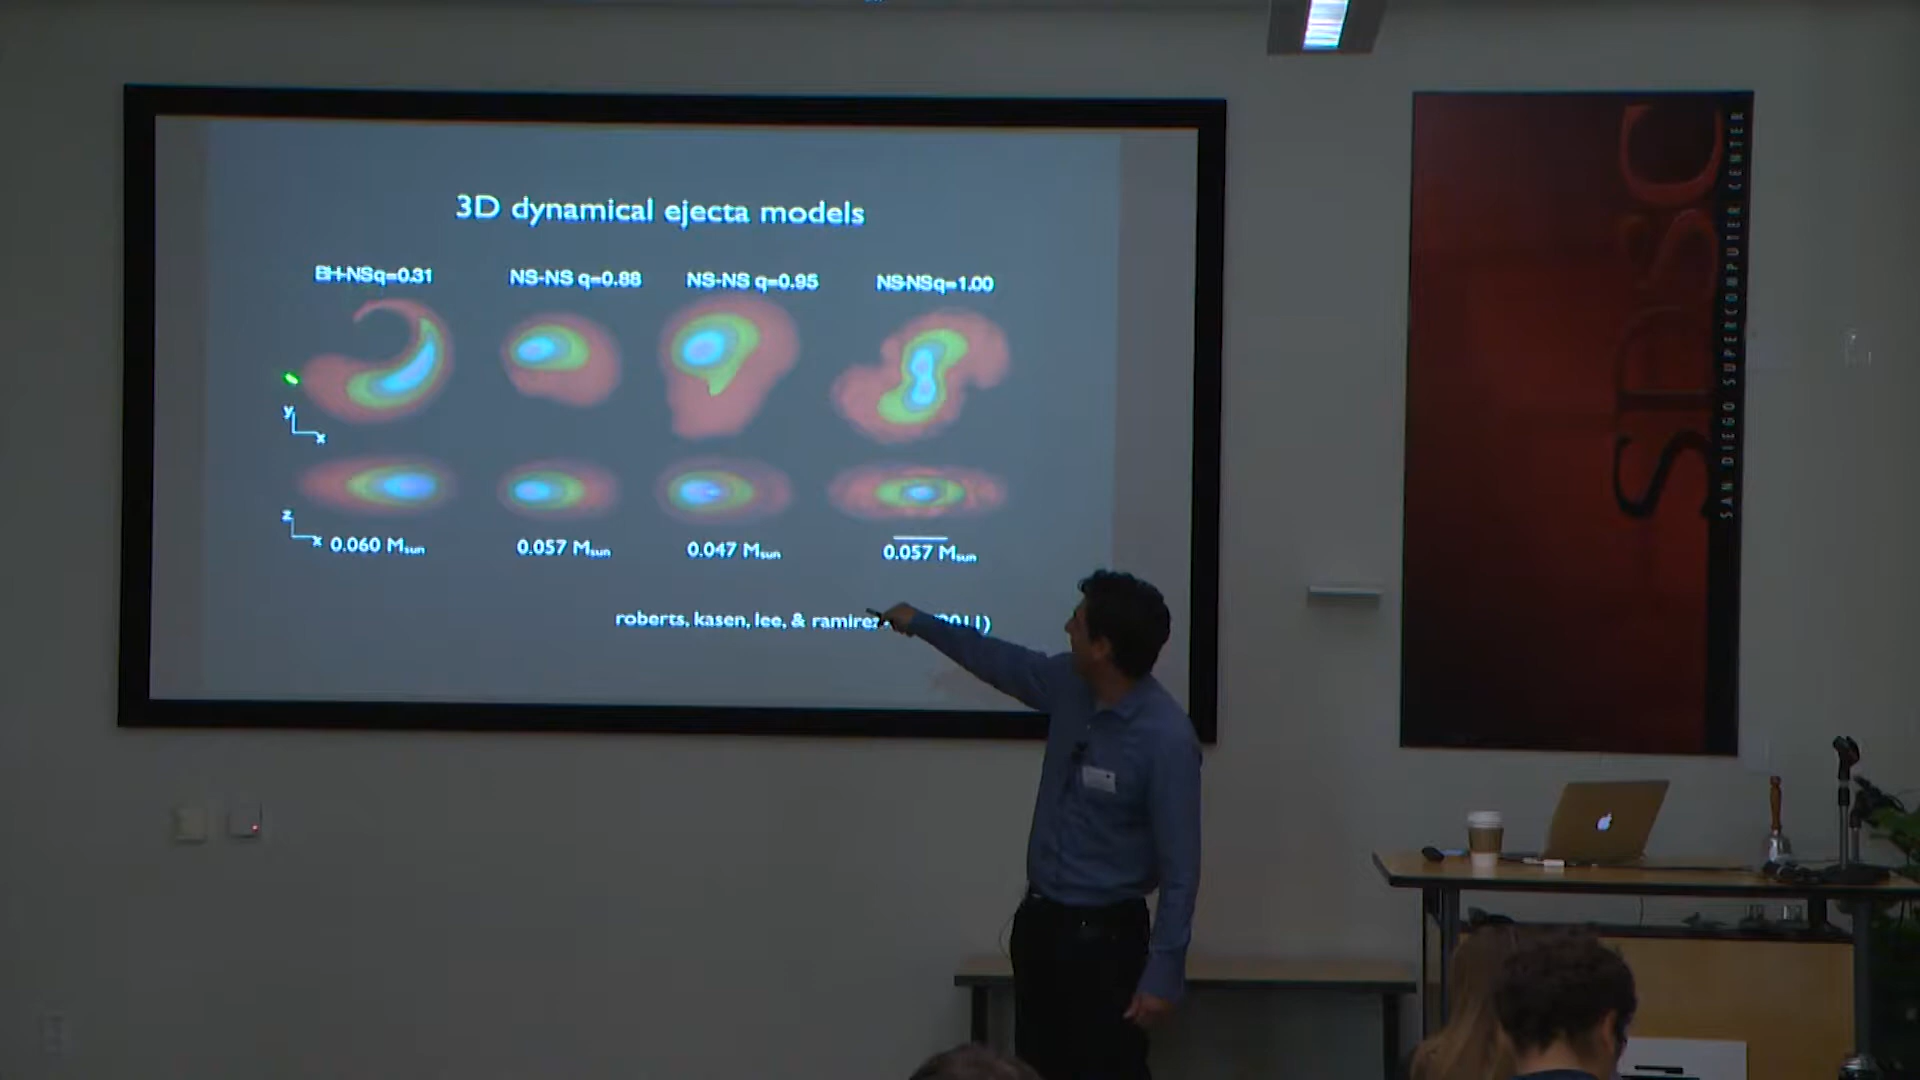 3D dynamical ejecta models
BH-NSq=0.31
NS-NS q=0.88
NS-NS q=0.95
NS-NSq=1.00
y
x
z
x
0.060 Msun
0.057 Msun
0.047 Msun
0.057 Msun
roberts, kasen, lee, & ramirez
SDSC
SAN DIEGO SUPERCOMPUTER CENTER